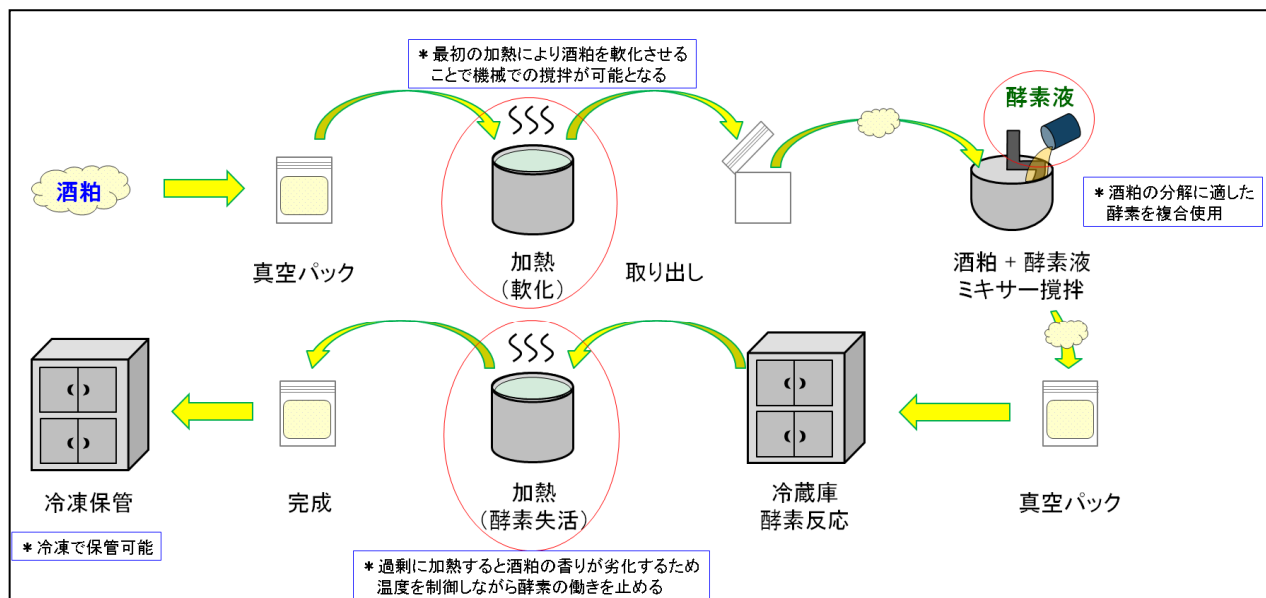 ＊最初の加熱により酒粕を軟化させる
ことで機械での撹拌が可能となる
酵素液
酒粕
＊酒粕の分解に適した
酵素を複合使用
真空パック
加熱
（軟化）
取り出し
酒粕 + 酵素液
ミキサー撹拌
冷凍保管
完成
加熱
（酵素失活）
冷蔵庫
酵素反応
真空パック
＊冷凍で保管可能
＊過剰に加熱すると酒粕の香りが劣化するため
温度を制御しながら酵素の働きを止める